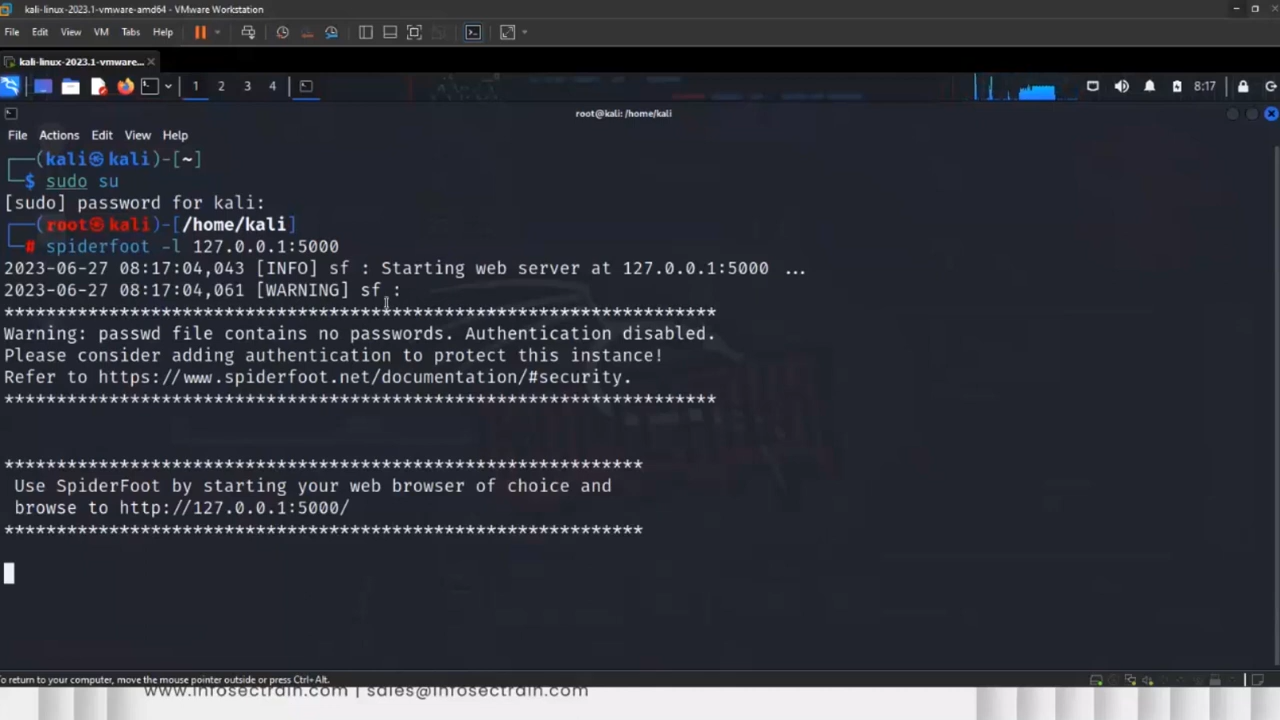 kali-linux-2023.1-vmware-amd64 - VMware Workstation
File Edit View VM Tabs Help
kali-linux-2023.1-vmware...
1 2 3 4 8:17
root@kali: /home/kali
File Actions Edit View Help
┌──(kali㉿kali)-[~]
└─$ sudo su
[sudo] password for kali:
┌──(root㉿kali)-[/home/kali]
└─# spiderfoot -l 127.0.0.1:5000
2023-06-27 08:17:04,043 [INFO] sf : Starting web server at 127.0.0.1:5000 ...
2023-06-27 08:17:04,061 [WARNING] sf :
********************************************************************
Warning: passwd file contains no passwords. Authentication disabled.
Please consider adding authentication to protect this instance!
Refer to https://www.spiderfoot.net/documentation/#security.
********************************************************************
*************************************************************
Use SpiderFoot by starting your web browser of choice and
browse to http://127.0.0.1:5000/
*************************************************************
To return to your computer, move the mouse pointer outside or press Ctrl+Alt.
www.infosectrain.com | sales@infosectrain.com